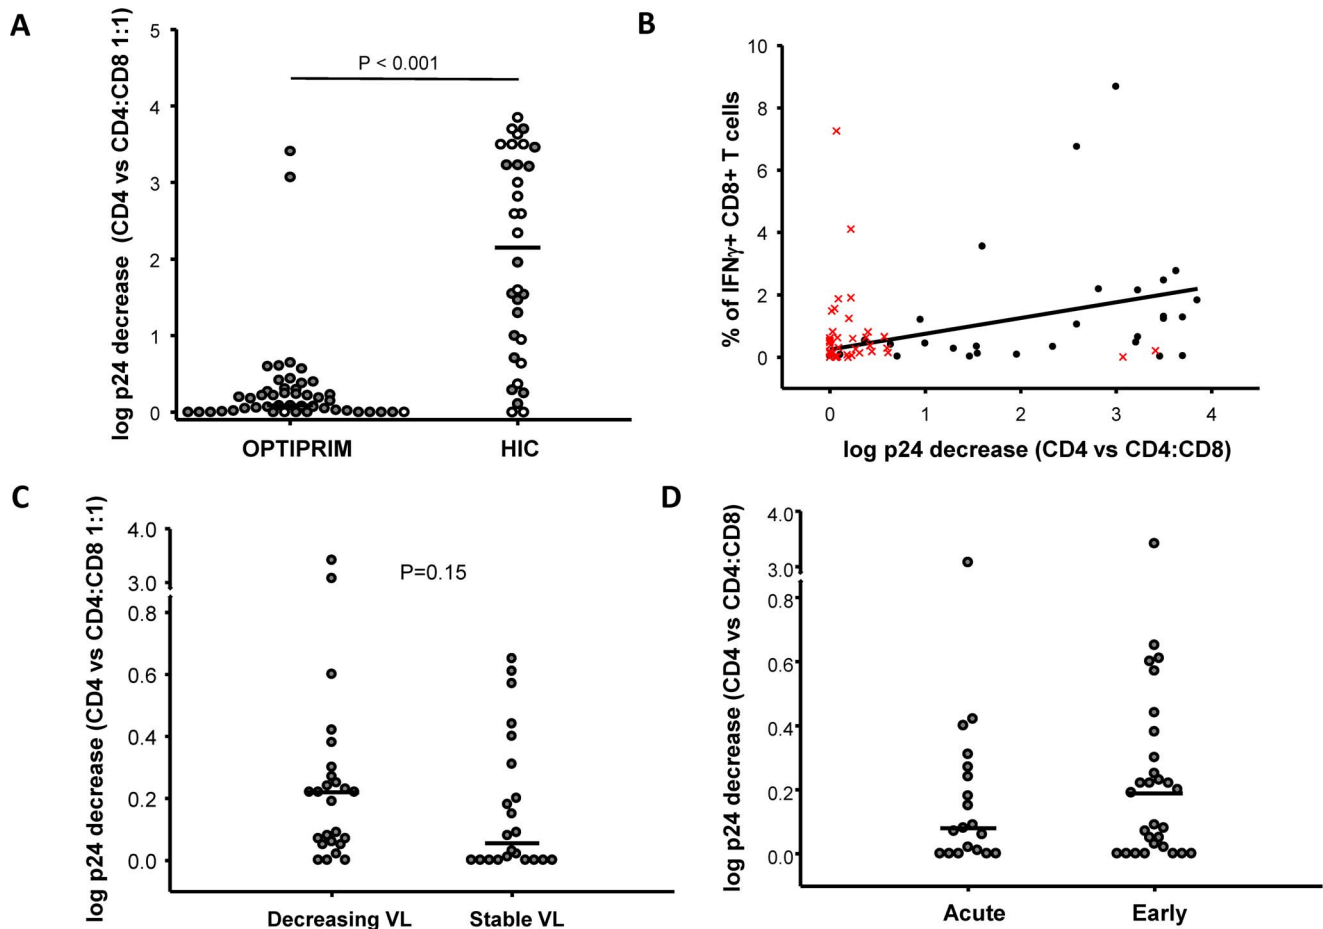 A
log p24 decrease (CD4 vs CD4:CD8 1:1)
5
4
3
2
1
0
P < 0.001
OPTIPRIM
HIC
B
% of IFNγ+ CD8+ T cells
10
8
6
4
2
0
0 1 2 3 4
log p24 decrease (CD4 vs CD4:CD8)
C
log p24 decrease (CD4 vs CD4:CD8 1:1)
4.0
3.0
0.8
0.6
0.4
0.2
0.0
P=0.15
Decreasing VL
Stable VL
D
log p24 decrease (CD4 vs CD4:CD8)
4.0
3.0
0.8
0.6
0.4
0.2
0.0
Acute
Early